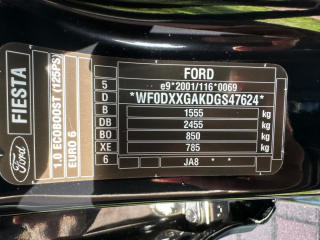 FORD
5 e9*2001/116*0069
D *WF0DXXGAKDGS47624*
B 1555 kg
DB 2455 kg
BO 850 kg
XE 785 kg
6 JA8 * *
FIESTA
1.0 ECOBOOST (125PS)
EURO 6
Ford